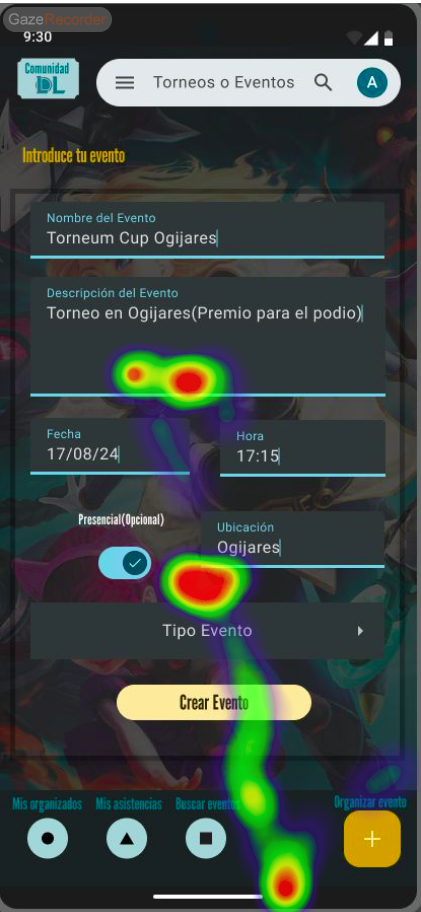 GazeRecorder
9:30
Comunidad
DL
Torneos o Eventos
A
Introduce tu evento
Nombre del Evento
Torneum Cup Ogijares
Descripción del Evento
Torneo en Ogijares(Premio para el podio)
Fecha
17/08/24
Hora
17:15
Presencial(Opcional)
Ubicación
Ogijares
Tipo Evento
Crear Evento
Mis organizados
Mis asistencias
Buscar eventos
Organizar evento